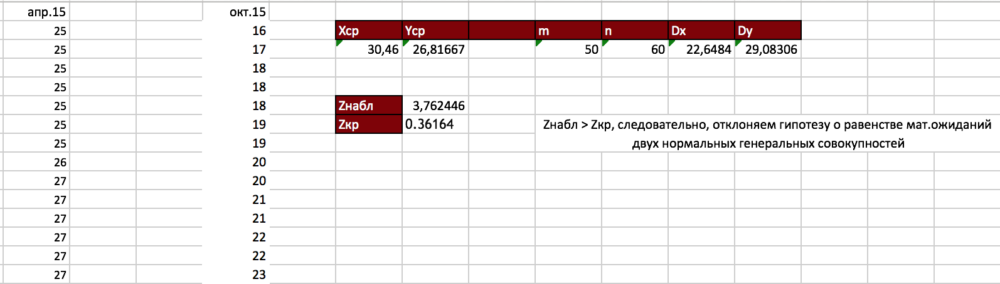 апр.15 окт.15
25 16 Xср Yср m n Dx Dy
25 17 30,46 26,81667 50 60 22,6484 29,08306
25 18
25 18
25 18 Zнабл 3,762446
25 19 Zкр 0.36164 Zнабл > Zкр, следовательно, отклоняем гипотезу о равенстве мат.ожиданий
25 19 двух нормальных генеральных совокупностей
26 20
27 20
27 21
27 21
27 22
27 22
27 23